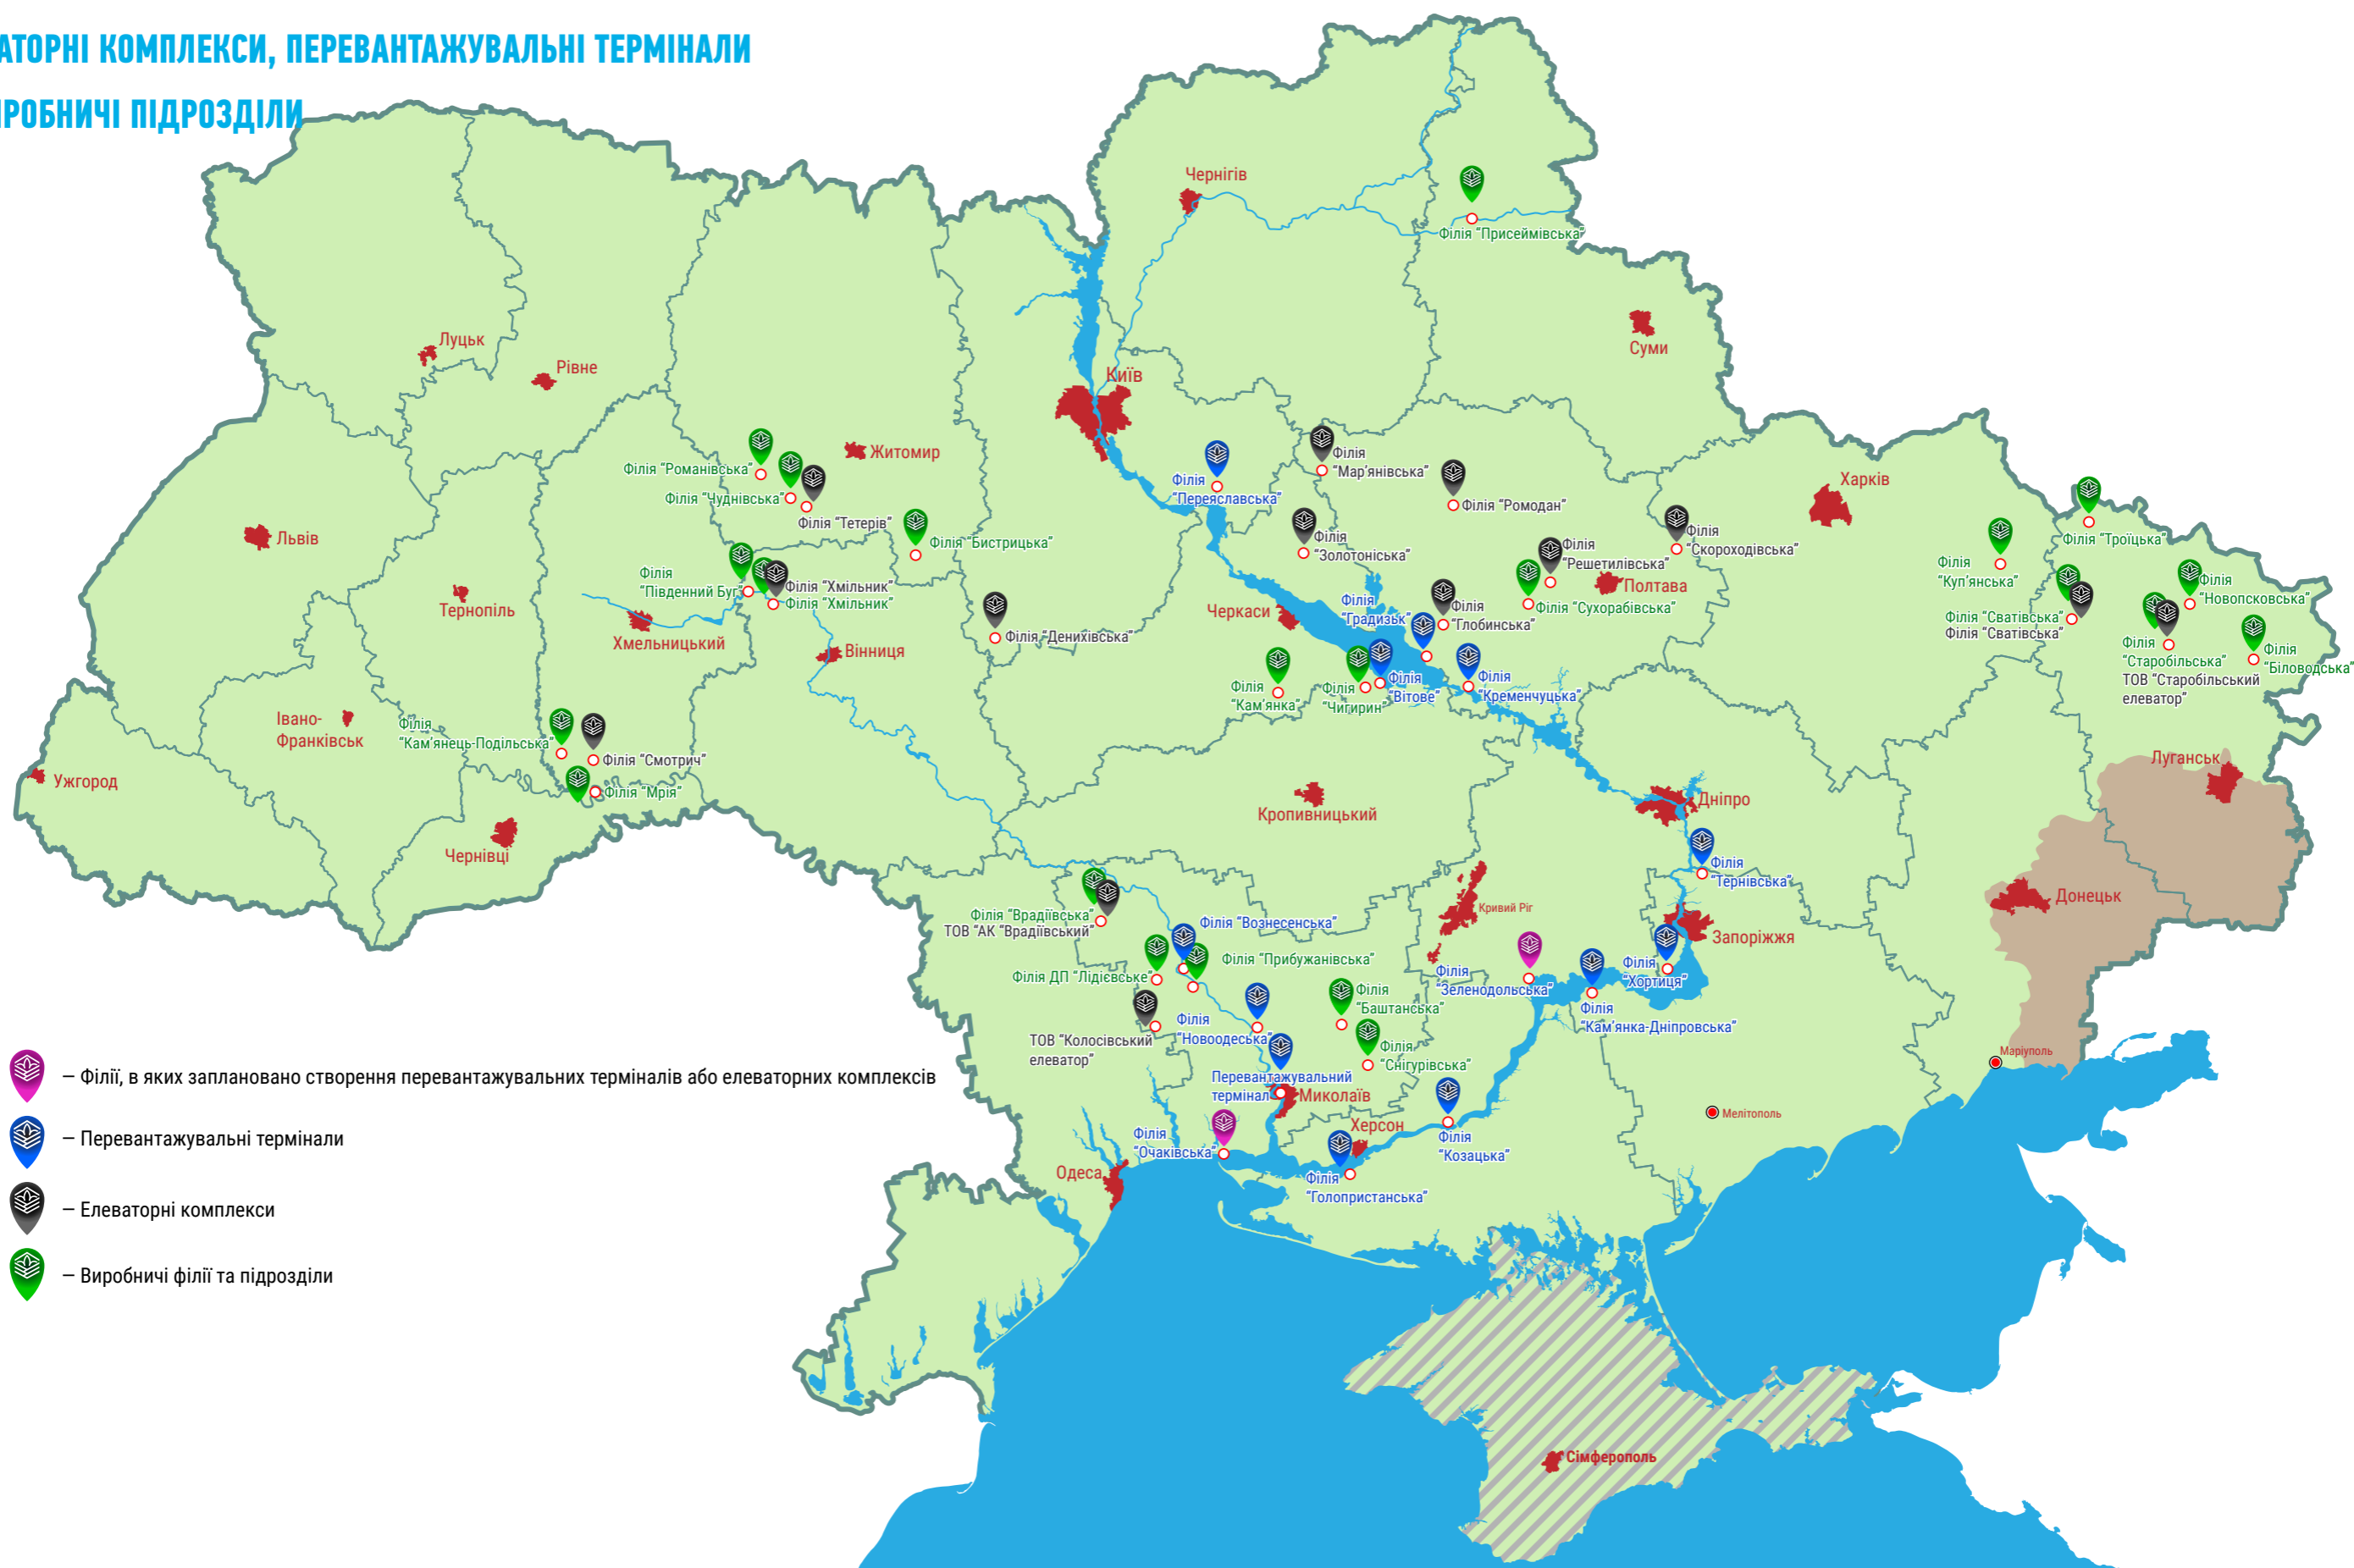 АТОРНІ КОМПЛЕКСИ, ПЕРЕВАНТАЖУВАЛЬНІ ТЕРМІНАЛИ
ИРОБНИЧІ ПІДРОЗДІЛИ
Чернігів
Філія "Присеймівська"
Суми
Луцьк
Рівне
Київ
Житомир
Філія "Романівська"
Філія "Чуднівська"
Філія "Тетерів"
Філія "Бистрицька"
Філія
"Переяславська"
Філія
"Мар'янівська"
Філія "Ромодан"
Філія
"Золотоніська"
Філія
"Скороходівська"
Харків
Філія
"Куп'янська"
Філія "Троїцька"
Львів
Тернопіль
Хмельницький
Філія
"Південний Буг"
Філія "Хмільник"
Філія "Хмільник"
Вінниця
Філія "Денихівська"
Черкаси
Філія
"Градизьк"
Філія
"Глобинська"
Філія
"Решетилівська"
Полтава
Філія "Сухорабівська"
Філія "Сватівська"
Філія "Сватівська"
Філія
"Новопсковська"
Філія
"Старобільська"
ТОВ "Старобільський
елеватор"
Філія
"Біловодська"
Філія
"Кам'янка"
Філія
"Чигирин"
Філія
"Вітове"
Філія
"Кременчуцька"
Івано-
Франківськ
Філія
"Кам'янець-Подільська"
Філія "Смотрич"
Філія "Мрія"
Ужгород
Чернівці
Кропивницький
Дніпро
Луганськ
Філія
"Тернівська"
Донецьк
Філія "Врадіївська"
ТОВ "АК "Врадіївський"
Філія "Вознесенська"
Кривий Ріг
Запоріжжя
Філія ДП "Лідієвське"
Філія "Прибужанівська"
Філія
"Зеленодольська"
Філія
"Хортиця"
Філія
"Баштанська"
Філія
"Кам'янка-Дніпровська"
ТОВ "Колосівський
елеватор"
Філія
"Новоодеська"
Філія
"Снігурівська"
Маріуполь
Перевантажувальний
термінал
Миколаїв
Мелітополь
Філія
"Очаківська"
Херсон
Філія
"Козацька"
Одеса
Філія
"Голопристанська"
Сімферополь
– Філії, в яких заплановано створення перевантажувальних терміналів або елеваторних комплексів
– Перевантажувальні термінали
– Елеваторні комплекси
– Виробничі філії та підрозділи